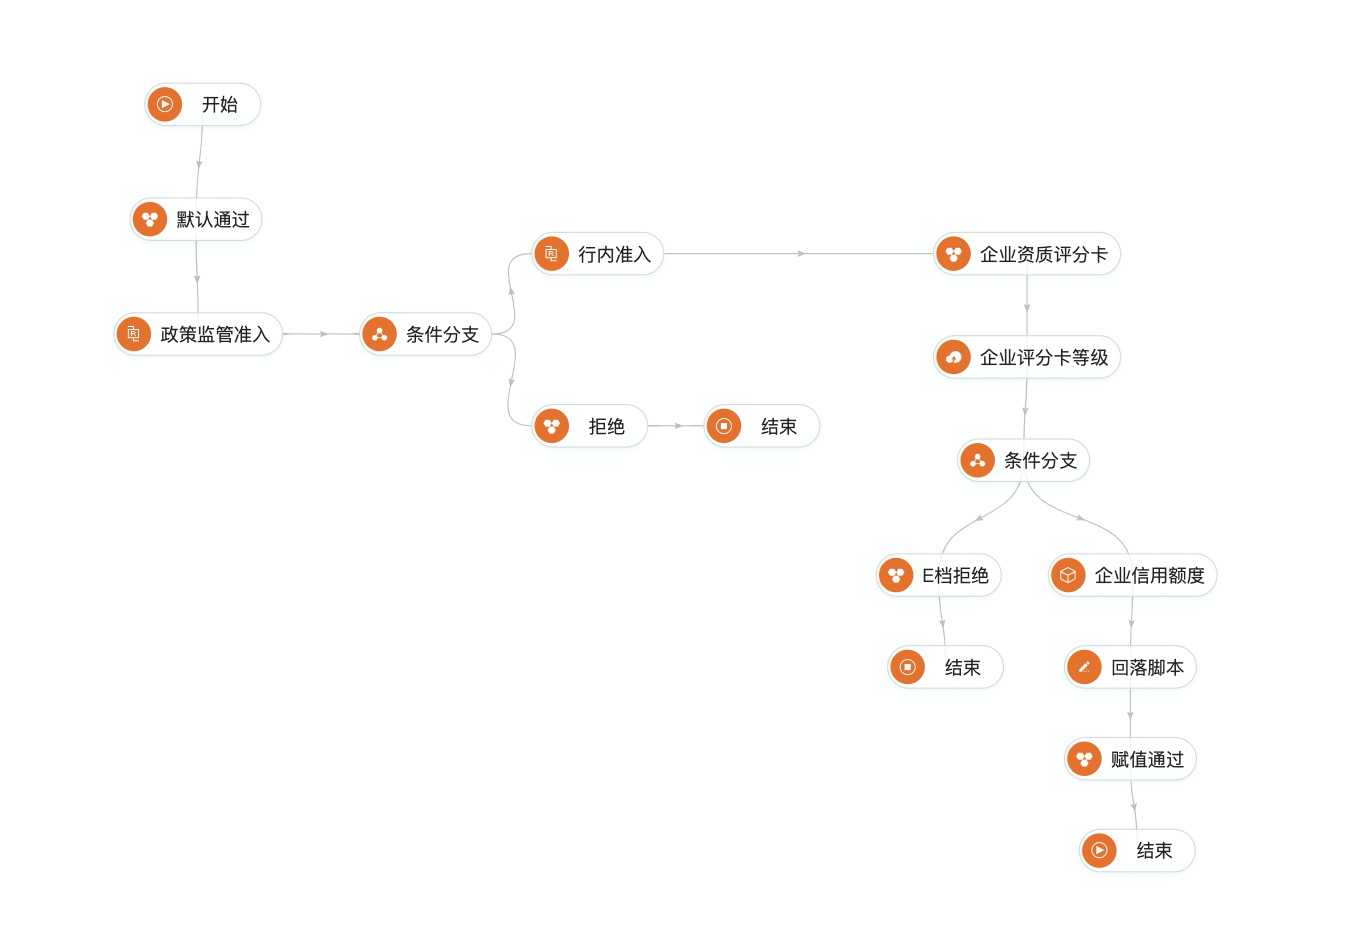 开始
默认通过
政策监管准入
条件分支
行内准入
拒绝
结束
企业资质评分卡
企业评分卡等级
条件分支
E档拒绝
结束
企业信用额度
回落脚本
赋值通过
结束